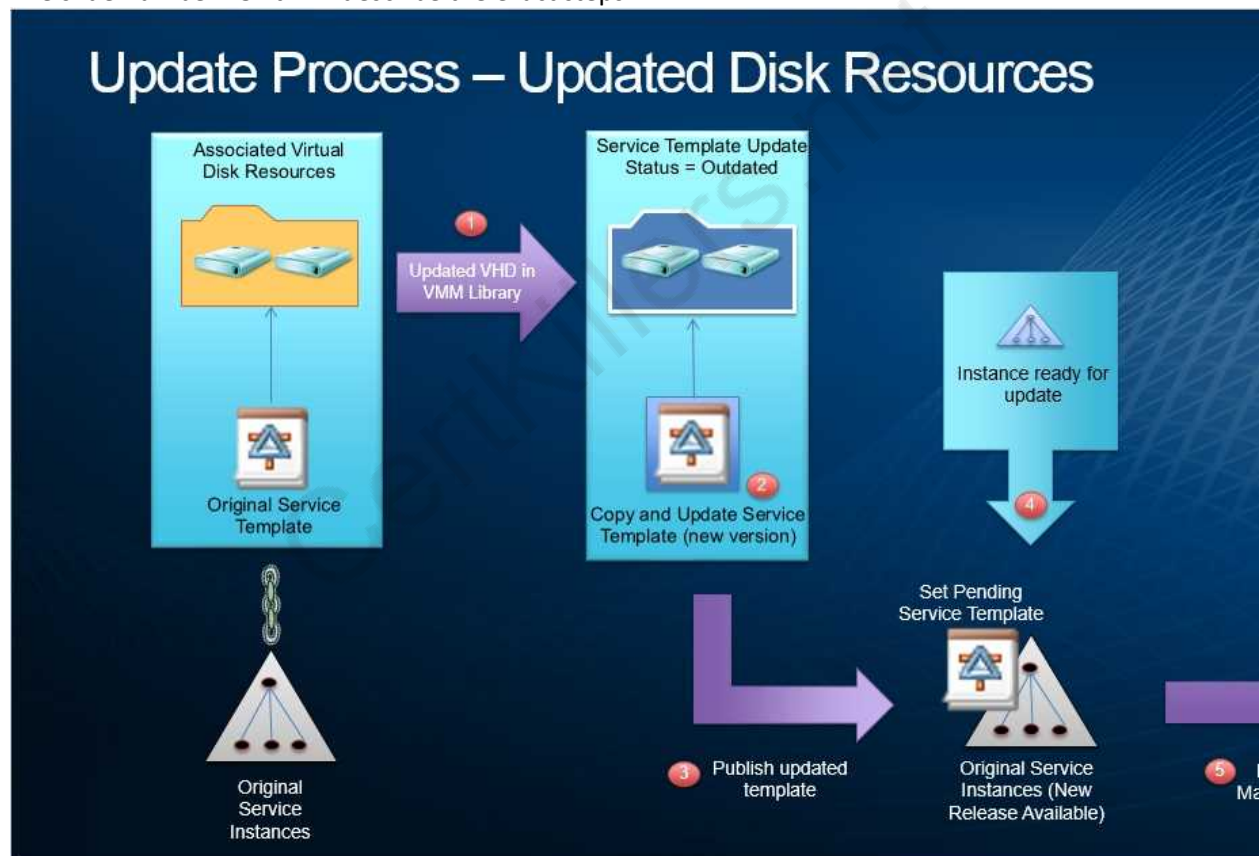 Update Process – Updated Disk Resources
Associated Virtual
Disk Resources
Original Service
Template
Original
Service
Instances
1
Updated VHD in
VMM Library
Service Template Update
Status = Outdated
2
Copy and Update Service
Template (new version)
3
Publish updated
template
Instance ready for
update
4
Set Pending
Service Template
Original Service
Instances (New
Release Available)
5
CertKillers.net